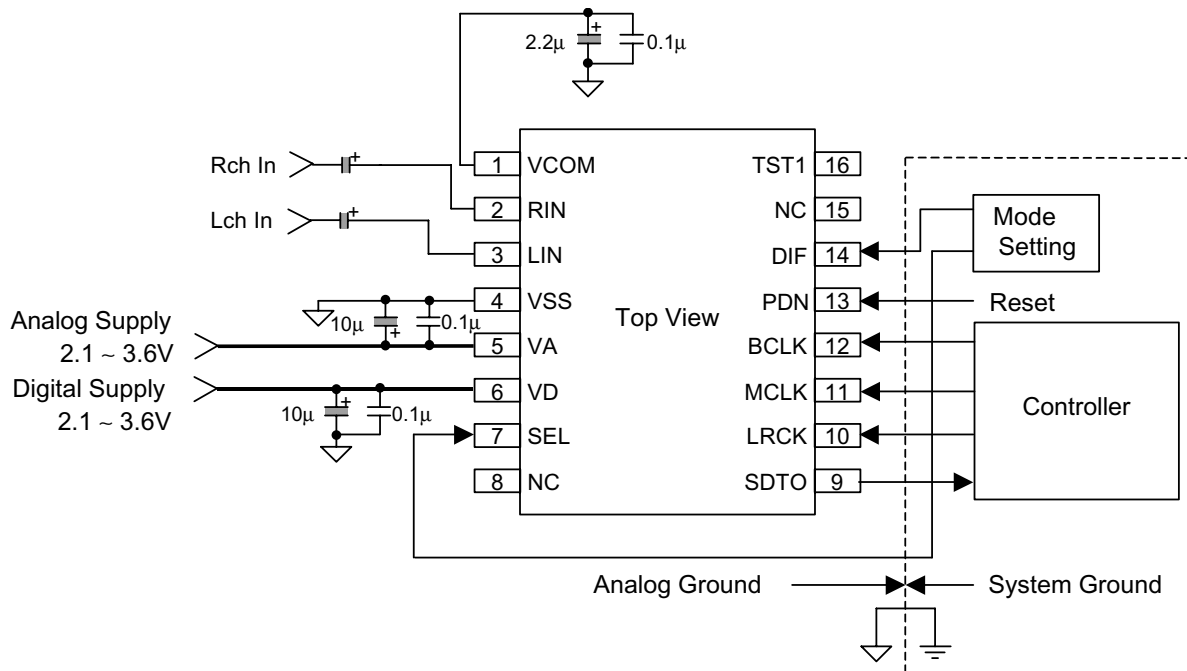 2.2μ
+
0.1μ
Rch In
+
Lch In
+
1 VCOM
2 RIN
3 LIN
4 VSS
5 VA
6 VD
7 SEL
8 NC
Top View
TST1 16
NC 15
DIF 14
PDN 13
BCLK 12
MCLK 11
LRCK 10
SDTO 9
Mode
Setting
Reset
Controller
Analog Supply
2.1 ~ 3.6V
10μ
+
0.1μ
Digital Supply
2.1 ~ 3.6V
10μ
+
0.1μ
Analog Ground
System Ground